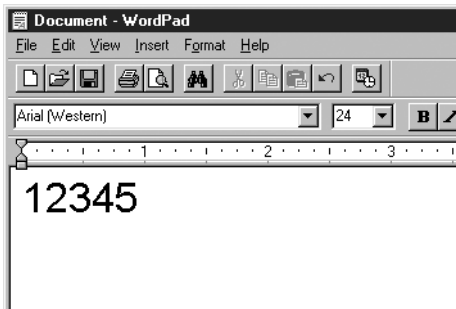 Document - WordPad
File Edit View Insert Format Help
Arial (Western) 24 B I
1 2 3
12345